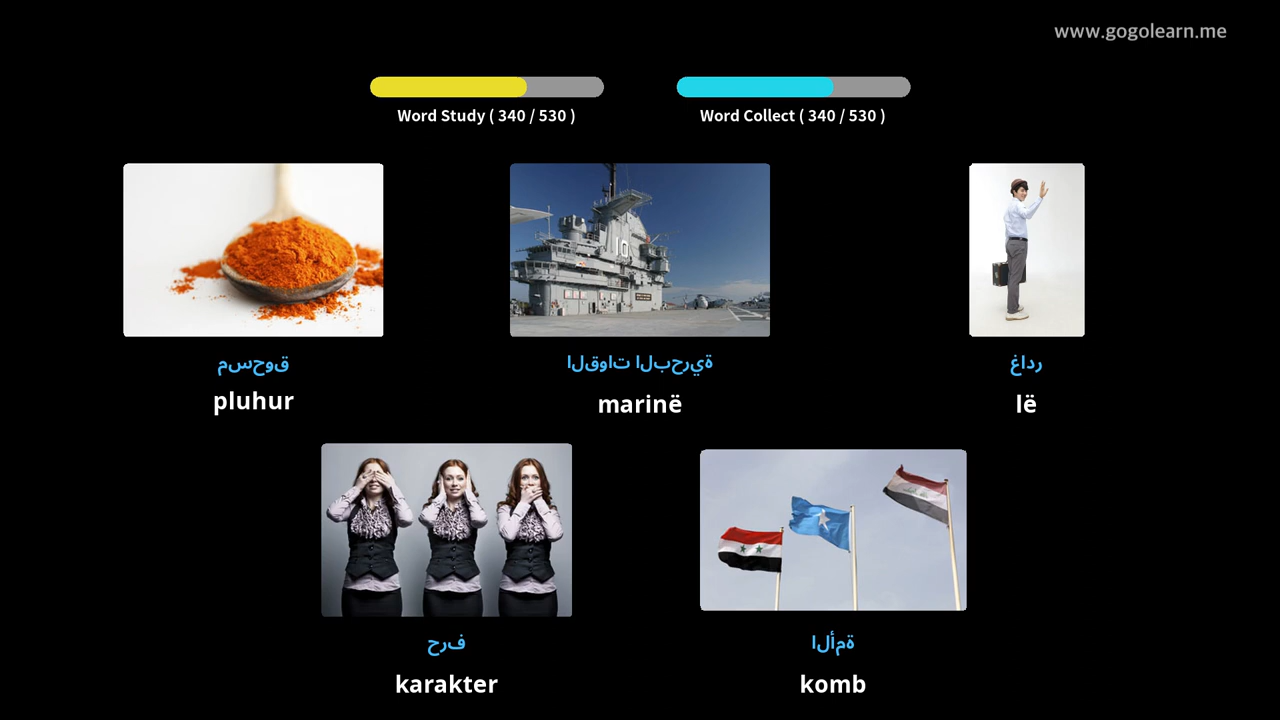 www.gogolearn.me
Word Study ( 340 / 530 )
Word Collect ( 340 / 530 )
مسحوق
القوات البحرية
غادر
pluhur
marinë
lë
10
حرف
الأمة
karakter
komb